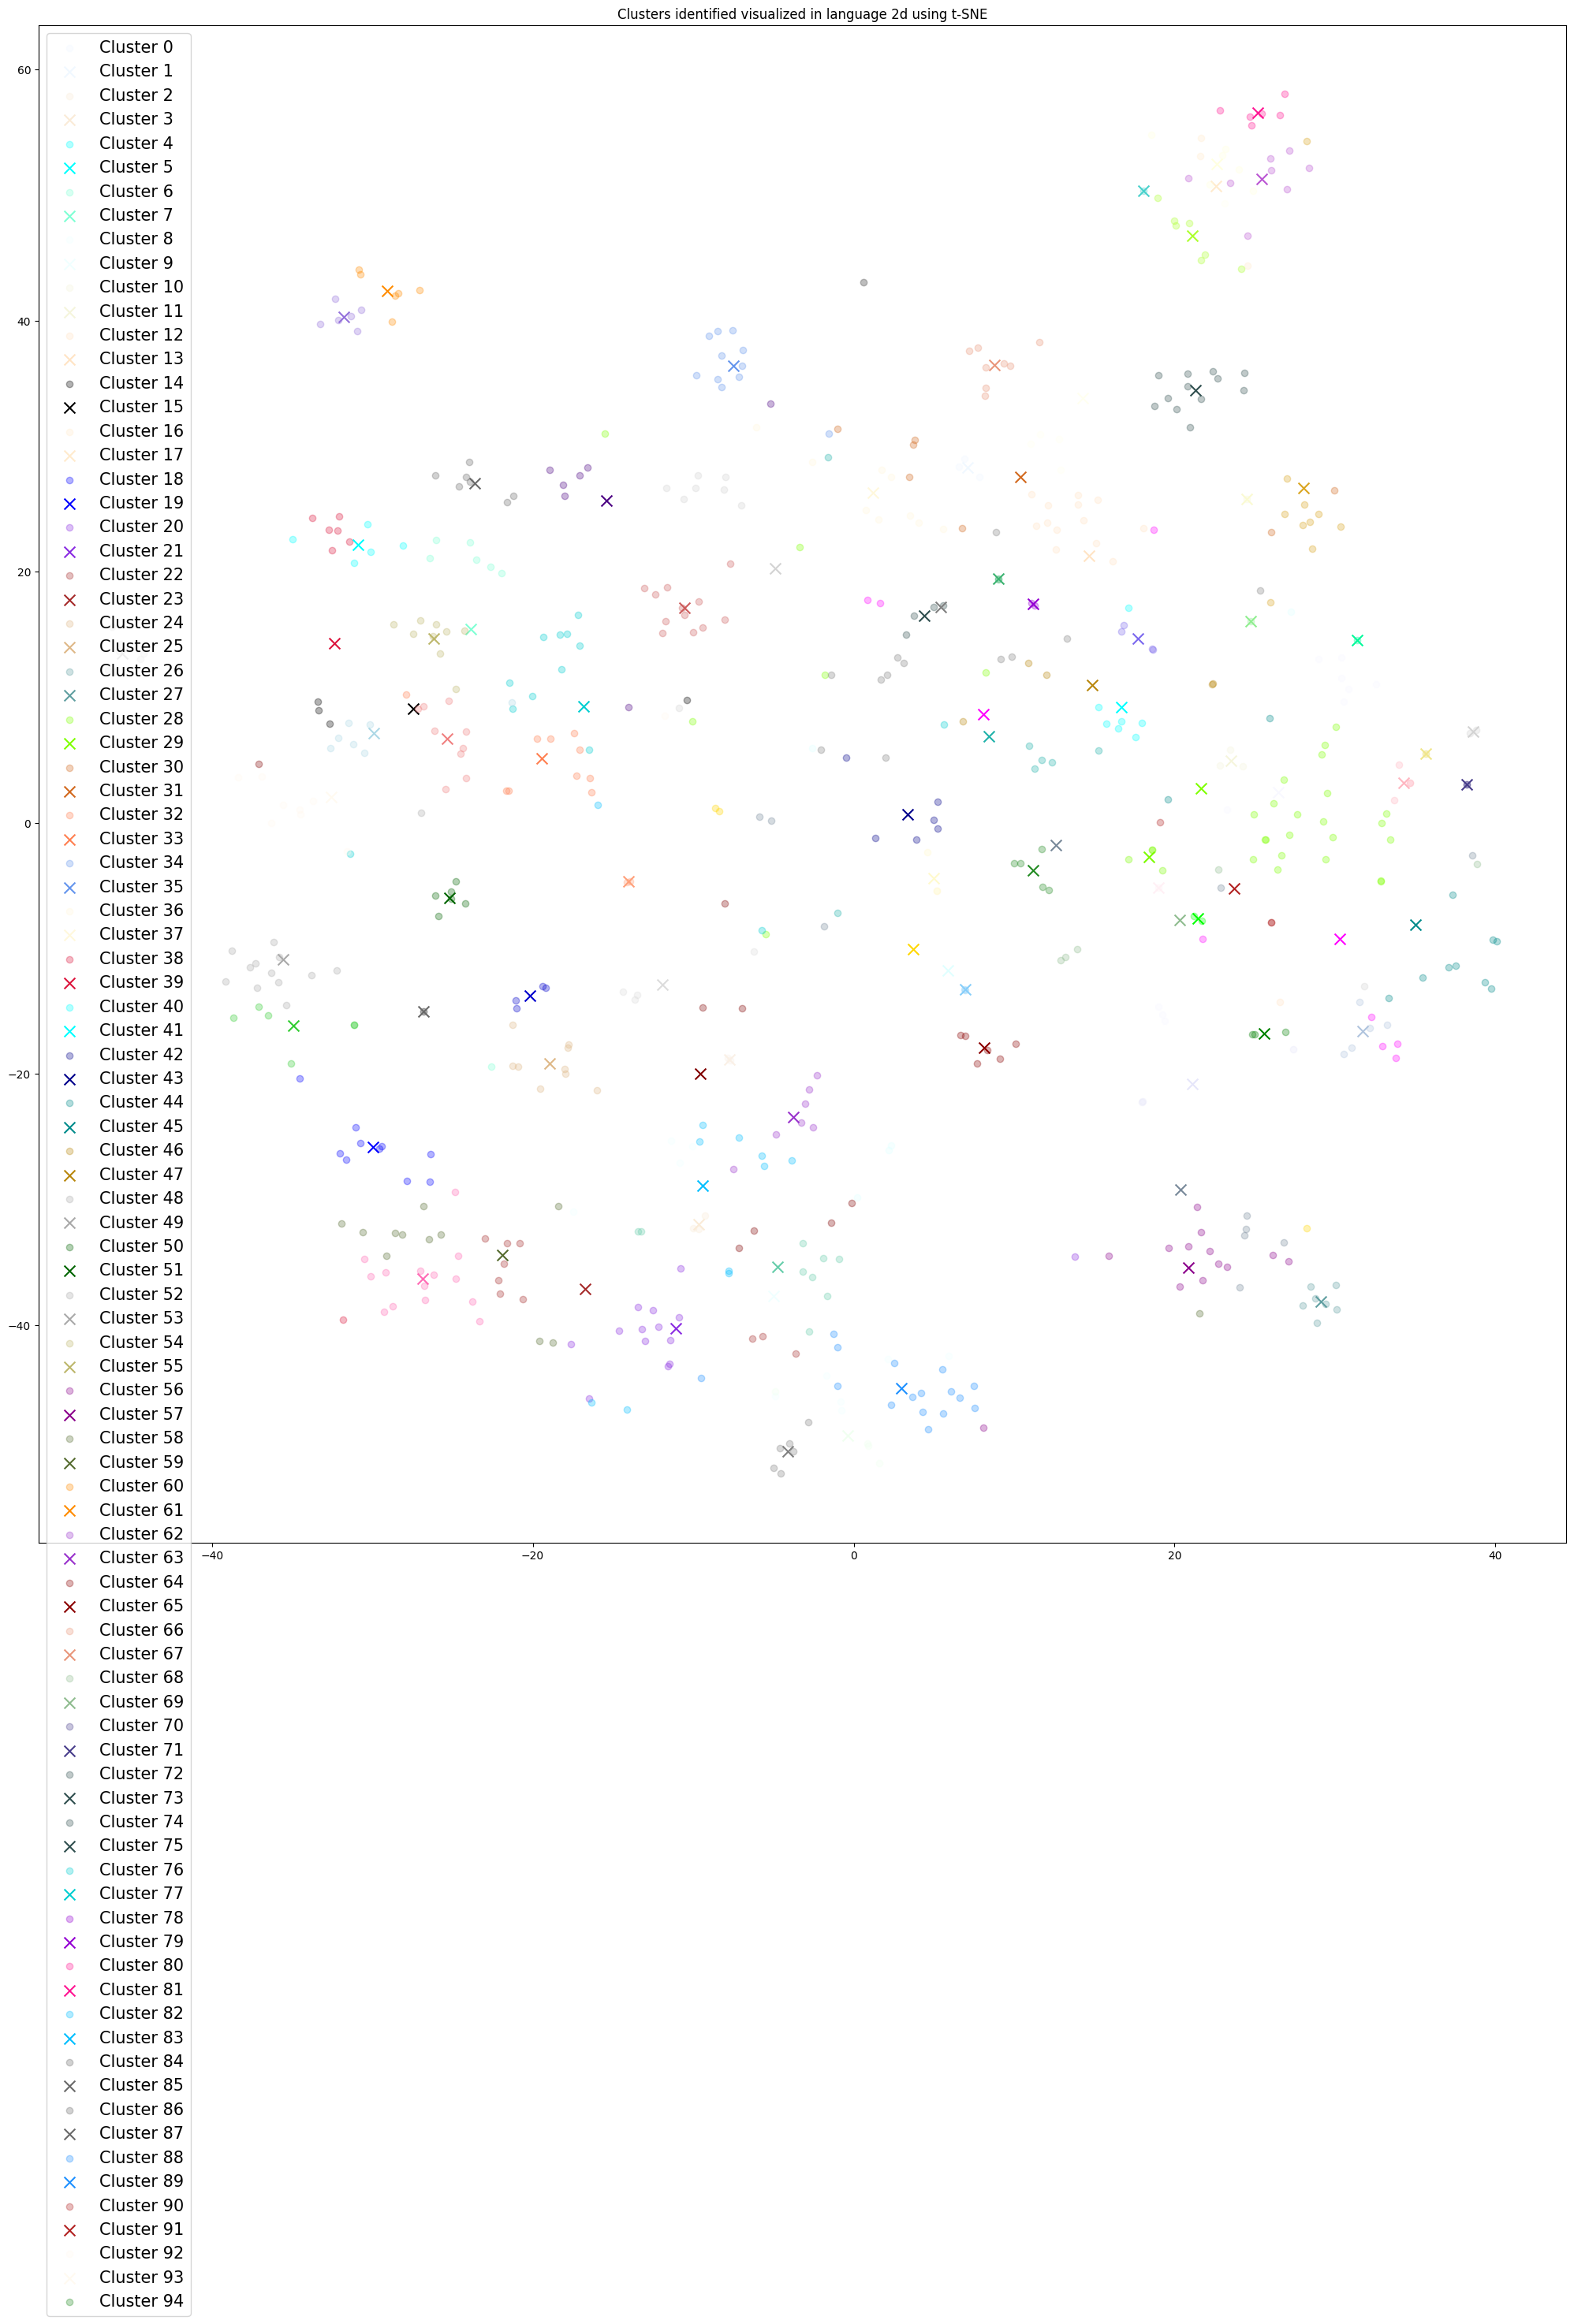 Clusters identified visualized in language 2d using t-SNE
60
40
20
0
−20
−40
−40
−20
0
20
40
Cluster 0
Cluster 1
Cluster 2
Cluster 3
Cluster 4
Cluster 5
Cluster 6
Cluster 7
Cluster 8
Cluster 9
Cluster 10
Cluster 11
Cluster 12
Cluster 13
Cluster 14
Cluster 15
Cluster 16
Cluster 17
Cluster 18
Cluster 19
Cluster 20
Cluster 21
Cluster 22
Cluster 23
Cluster 24
Cluster 25
Cluster 26
Cluster 27
Cluster 28
Cluster 29
Cluster 30
Cluster 31
Cluster 32
Cluster 33
Cluster 34
Cluster 35
Cluster 36
Cluster 37
Cluster 38
Cluster 39
Cluster 40
Cluster 41
Cluster 42
Cluster 43
Cluster 44
Cluster 45
Cluster 46
Cluster 47
Cluster 48
Cluster 49
Cluster 50
Cluster 51
Cluster 52
Cluster 53
Cluster 54
Cluster 55
Cluster 56
Cluster 57
Cluster 58
Cluster 59
Cluster 60
Cluster 61
Cluster 62
Cluster 63
Cluster 64
Cluster 65
Cluster 66
Cluster 67
Cluster 68
Cluster 69
Cluster 70
Cluster 71
Cluster 72
Cluster 73
Cluster 74
Cluster 75
Cluster 76
Cluster 77
Cluster 78
Cluster 79
Cluster 80
Cluster 81
Cluster 82
Cluster 83
Cluster 84
Cluster 85
Cluster 86
Cluster 87
Cluster 88
Cluster 89
Cluster 90
Cluster 91
Cluster 92
Cluster 93
Cluster 94